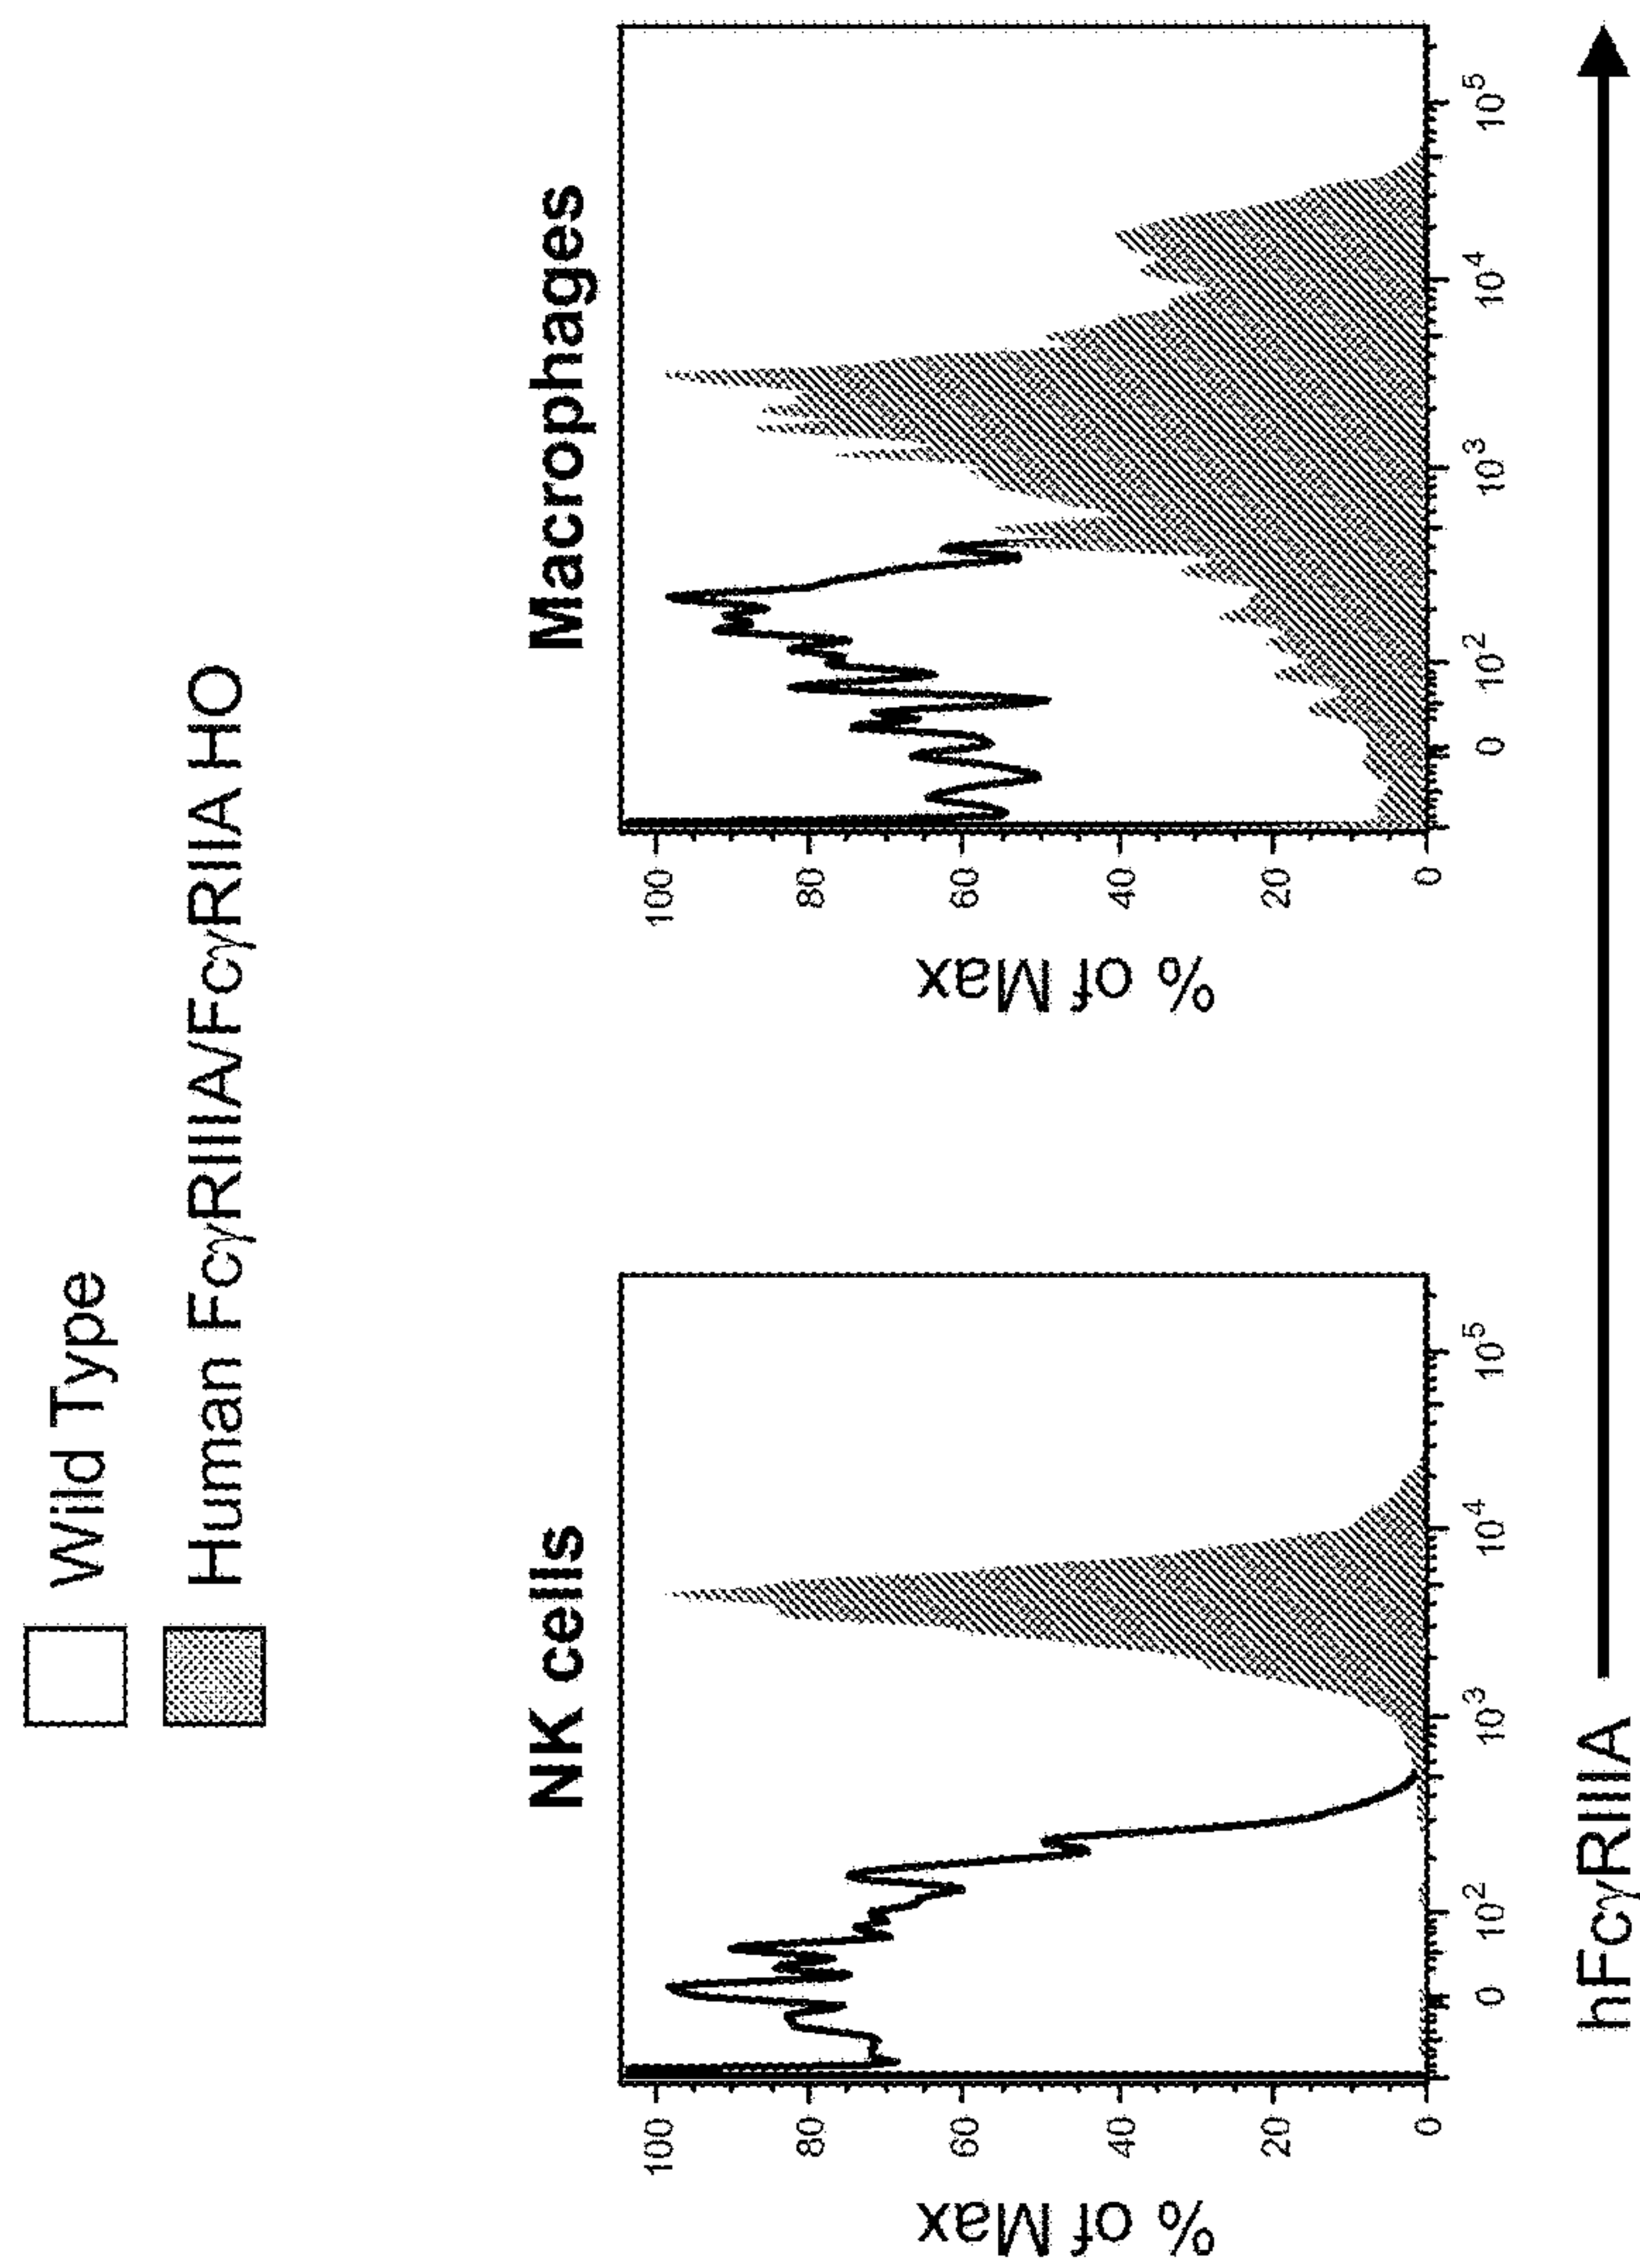 Wild Type
Human FcγRIIIA/FcγRIIA HO
NK cells
% of Max
100
80
60
40
20
0
0 10² 10³ 10⁴ 10⁵
Macrophages
% of Max
100
80
60
40
20
0
0 10² 10³ 10⁴ 10⁵
hFcγRIIIA